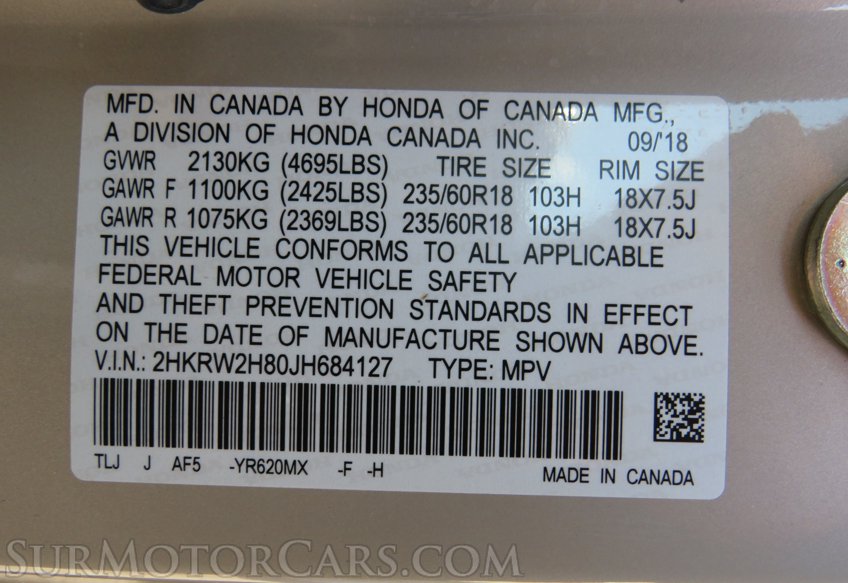 MFD. IN CANADA BY HONDA OF CANADA MFG.,
A DIVISION OF HONDA CANADA INC. 09/'18
GVWR 2130KG (4695LBS) TIRE SIZE RIM SIZE
GAWR F 1100KG (2425LBS) 235/60R18 103H 18X7.5J
GAWR R 1075KG (2369LBS) 235/60R18 103H 18X7.5J
THIS VEHICLE CONFORMS TO ALL APPLICABLE
FEDERAL MOTOR VEHICLE SAFETY
AND THEFT PREVENTION STANDARDS IN EFFECT
ON THE DATE OF MANUFACTURE SHOWN ABOVE.
V.I.N.: 2HKRW2H80JH684127 TYPE: MPV
TLJ J AF5 -YR620MX -F -H MADE IN CANADA
SURMOTORCARS.COM